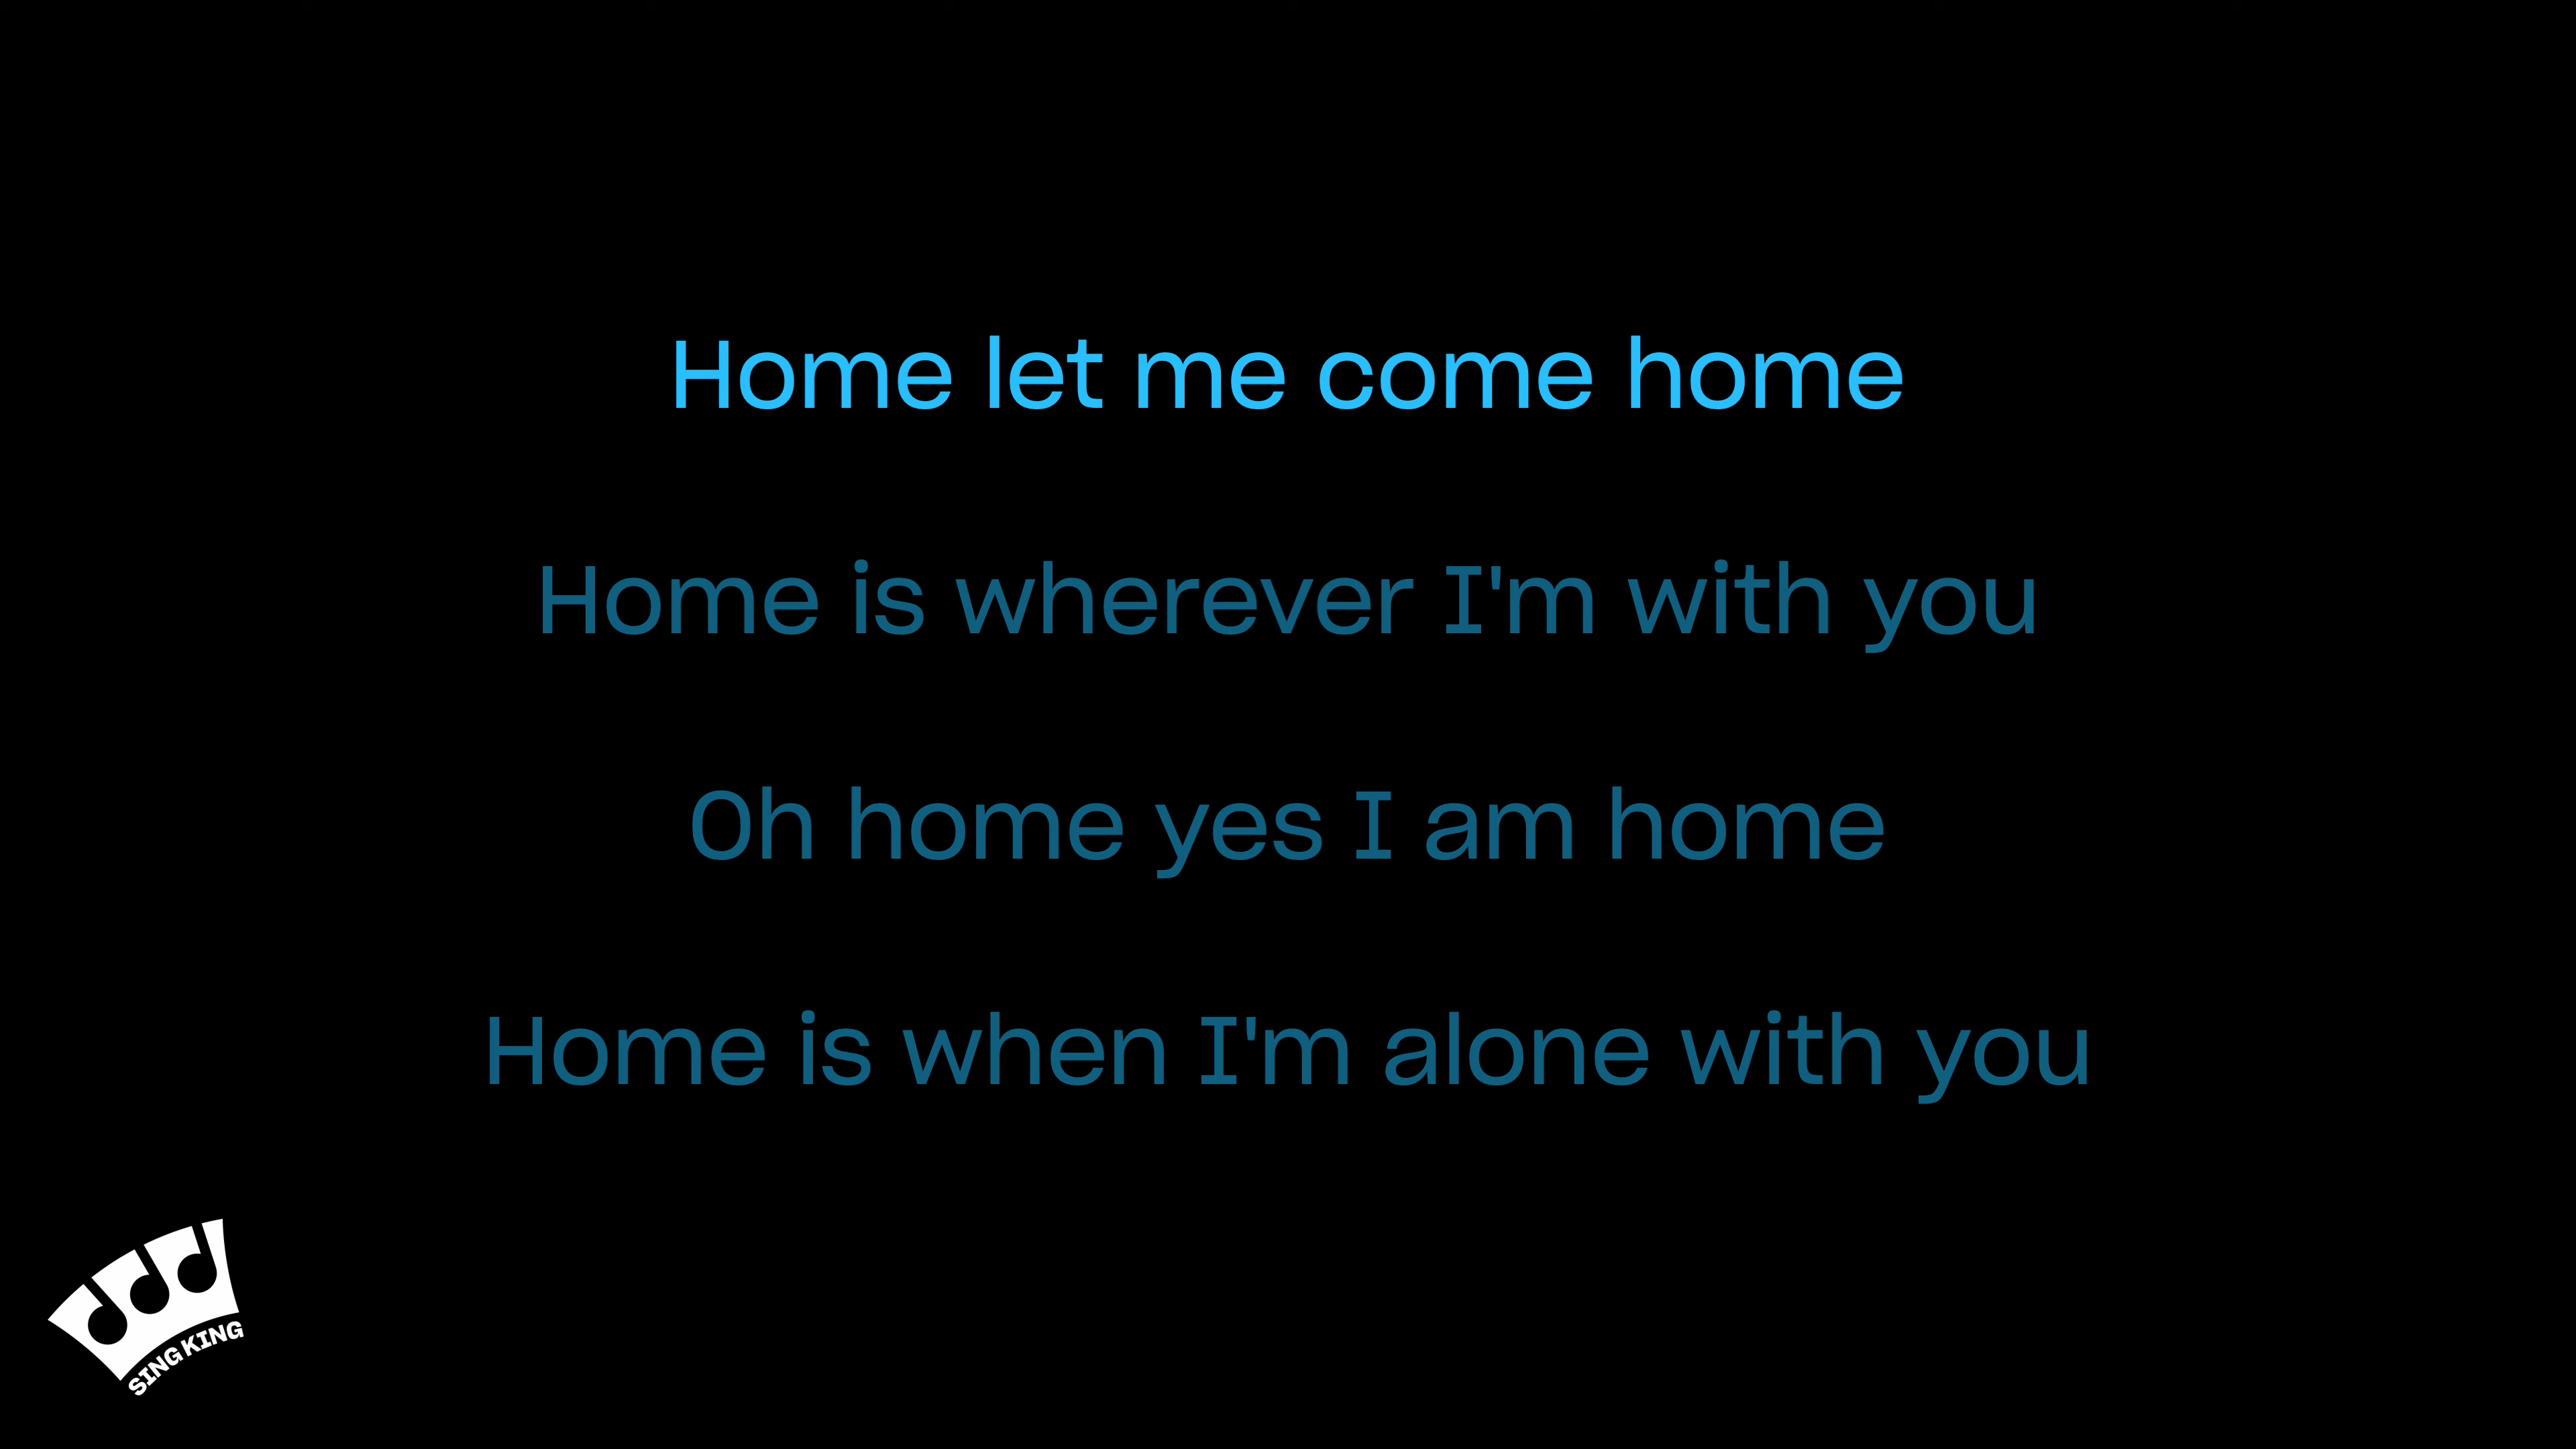 Home let me come home
Home is wherever I'm with you
Oh home yes I am home
Home is when I'm alone with you
SING KING